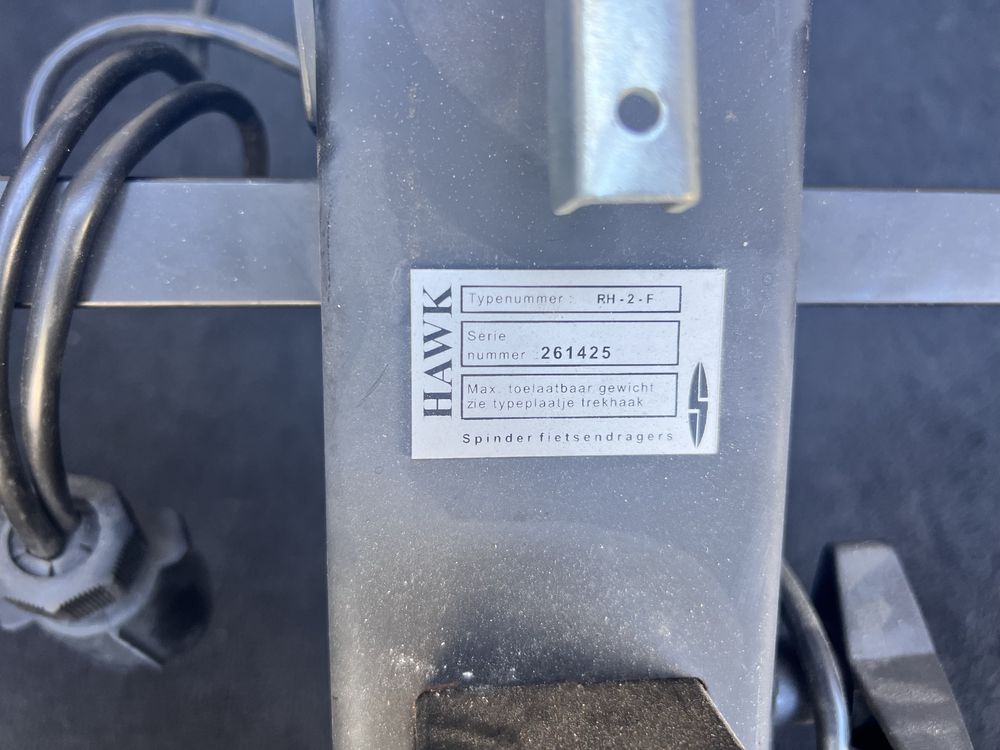 HAWK
Typenummer: RH-2-F
Serie
nummer : 261425
Max. toelaatbaar gewicht
zie typeplaatje trekhaak
Spinder fietsendragers